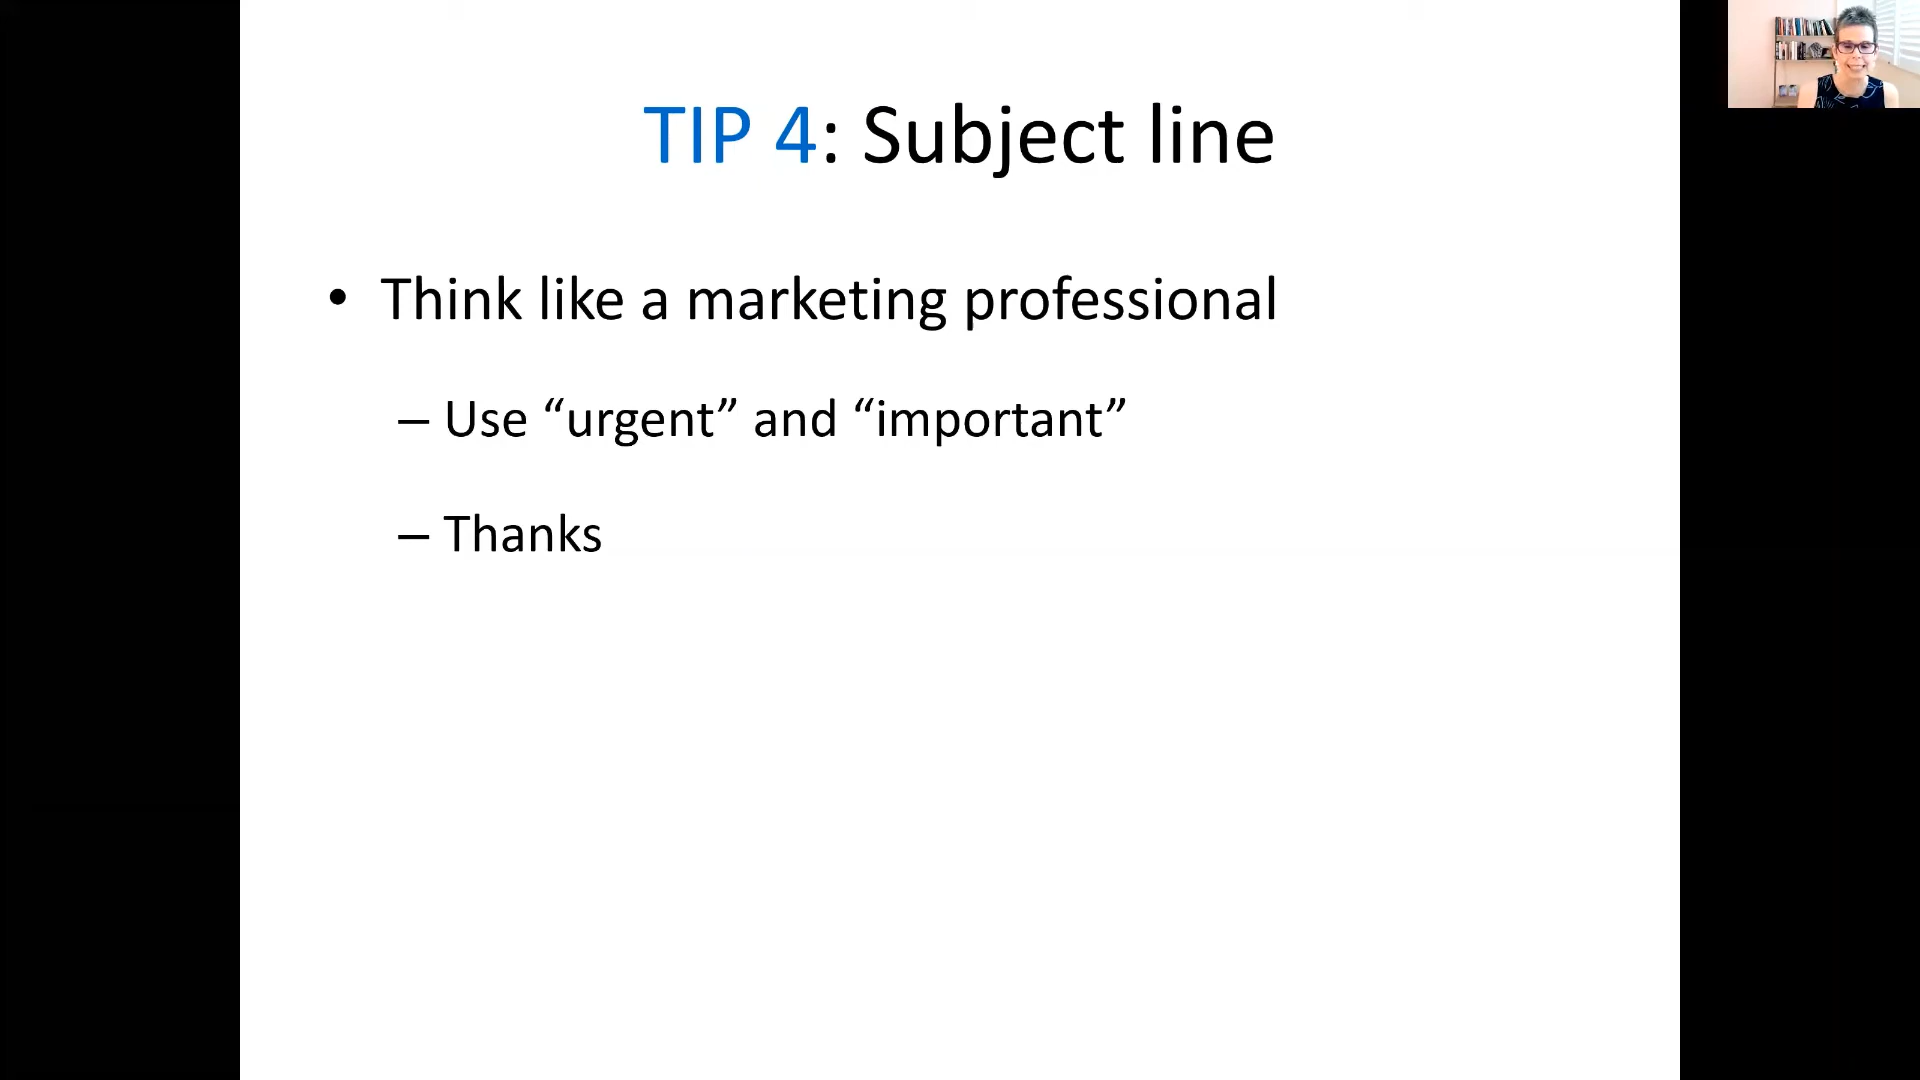 TIP 4: Subject line
• Think like a marketing professional
– Use “urgent” and “important”
– Thanks